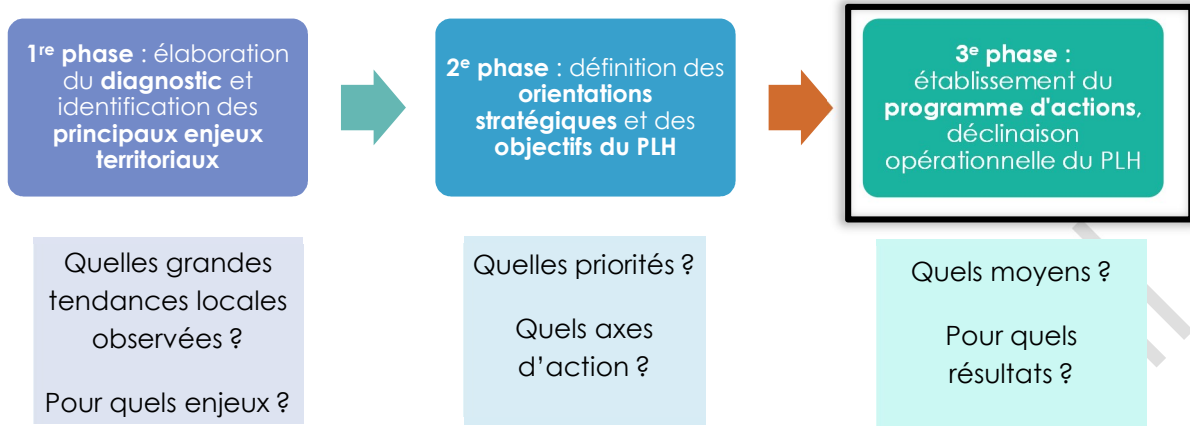 1re phase : élaboration
du diagnostic et
identification des
principaux enjeux
territoriaux
2e phase : définition des
orientations
stratégiques et des
objectifs du PLH
3e phase :
établissement du
programme d'actions,
déclinaison
opérationnelle du PLH
Quelles grandes
tendances locales
observées ?
Pour quels enjeux ?
Quelles priorités ?
Quels axes
d’action ?
Quels moyens ?
Pour quels
résultats ?